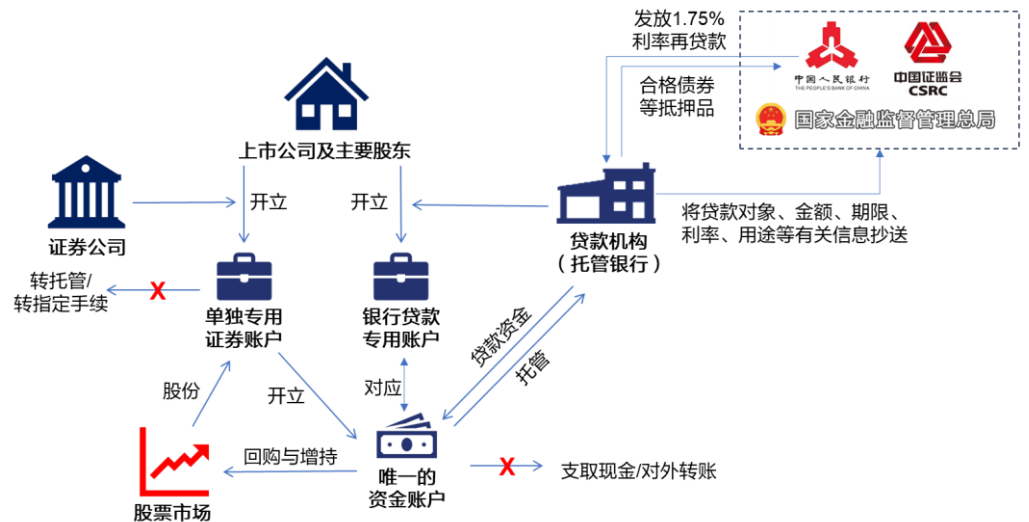 发放1.75%
利率再贷款
中国人民银行
THE PEOPLE'S BANK OF CHINA
中国证监会
CSRC
合格债券
等抵押品
国家金融监督管理总局
上市公司及主要股东
证券公司
开立
开立
贷款机构
（托管银行）
将贷款对象、金额、期限、
利率、用途等有关信息抄送
转托管/
转指定手续
X
单独专用
证券账户
银行贷款
专用账户
贷款资金
托管
股份
开立
对应
股票市场
回购与增持
唯一的
资金账户
X
支取现金/对外转账